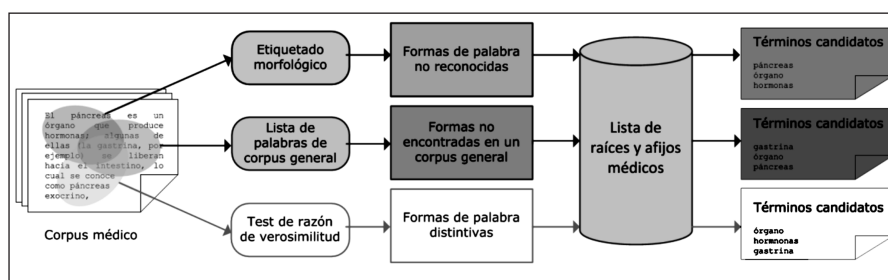 El páncreas es un
órgano que produce
hormonas; algunas de
ellas (la gastrina, por
ejemplo) se liberan
hacía el intestino, lo
cual se conoce
como páncreas
exocrino,
Corpus médico
Etiquetado
morfológico
Formas de palabra
no reconocidas
Lista de
palabras de
corpus general
Formas no
encontradas en un
corpus general
Test de razón
de verosimilitud
Formas de palabra
distintivas
Lista de
raíces y afijos
médicos
Términos candidatos
páncreas
órgano
hormonas
Términos candidatos
gastrina
órgano
páncreas
Términos candidatos
órgano
hormnonas
gastrina